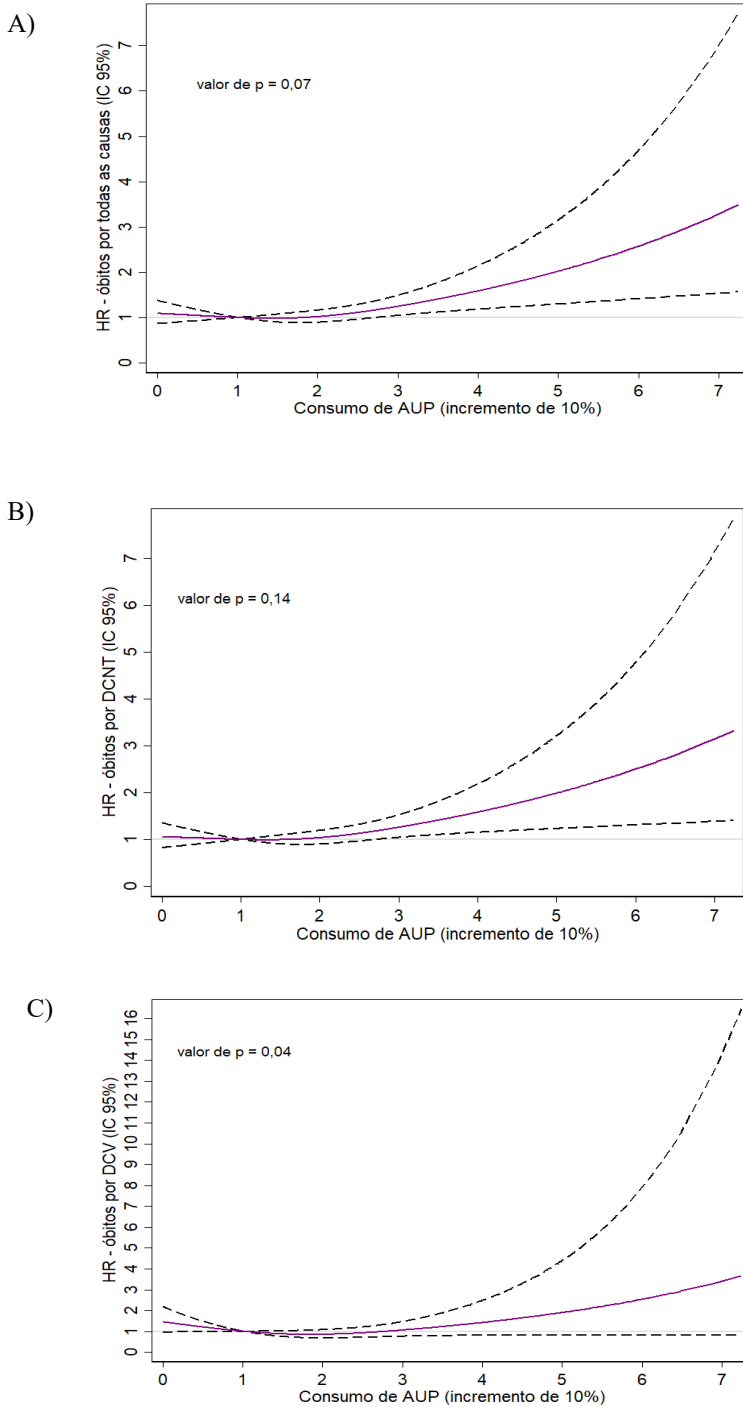 A)
HR - óbitos por todas as causas (IC 95%)
7
6
5
4
3
2
1
0
valor de p = 0,07
0 1 2 3 4 5 6 7
Consumo de AUP (incremento de 10%)
B)
HR - óbitos por DCNT (IC 95%)
7
6
5
4
3
2
1
0
valor de p = 0,14
0 1 2 3 4 5 6 7
Consumo de AUP (incremento de 10%)
C)
HR - óbitos por DCV (IC 95%)
16
15
14
13
12
11
10
9
8
7
6
5
4
3
2
1
0
valor de p = 0,04
0 1 2 3 4 5 6 7
Consumo de AUP (incremento de 10%)